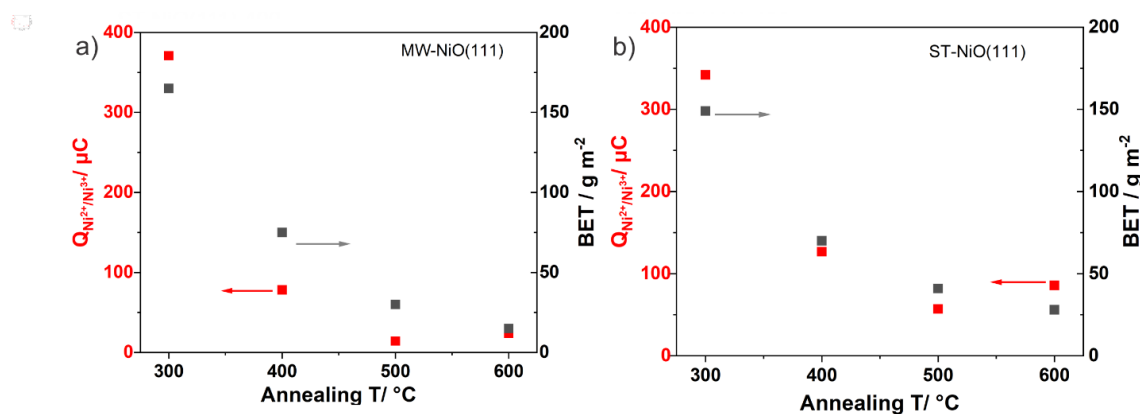 a)
MW-NiO(111)
400
300
200
100
0
Q_Ni²⁺/Ni³⁺/ µC
200
150
100
50
0
BET / g m⁻²
300 400 500 600
Annealing T/ °C
b)
ST-NiO(111)
400
300
200
100
0
Q_Ni²⁺/Ni³⁺/ µC
200
150
100
50
0
BET / g m⁻²
300 400 500 600
Annealing T/ °C